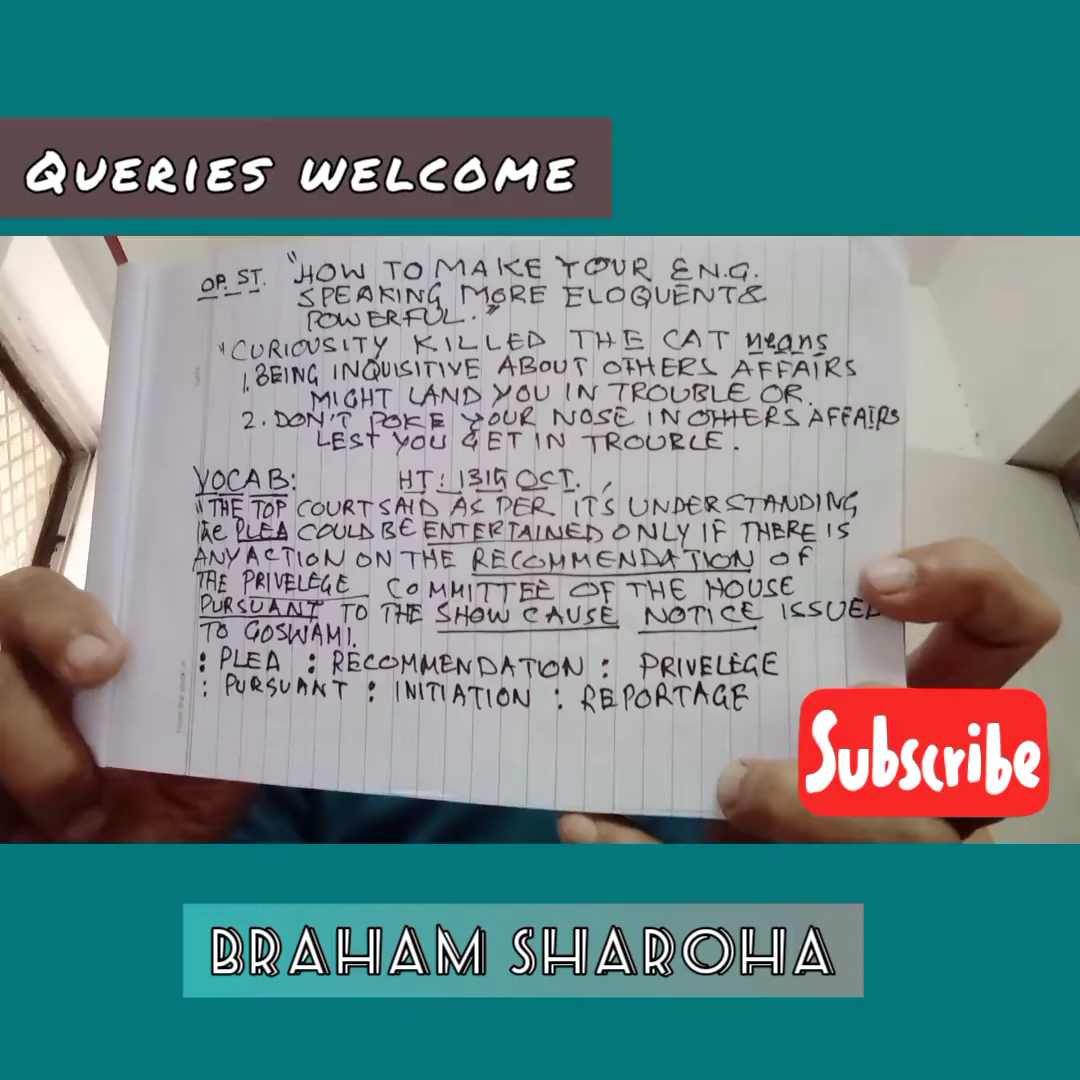 QUERIES WELCOME
OP. ST. "HOW TO MAKE YOUR ENG.
SPEAKING MORE ELOQUENT &
POWERFUL."
"CURIOUSITY KILLED THE CAT means
1. BEING INQUISITIVE ABOUT OTHERS AFFAIRS
MIGHT LAND YOU IN TROUBLE OR.
2. DON'T POKE YOUR NOSE IN OTHERS AFFAIRS
LEST YOU GET IN TROUBLE.
VOCAB: HT: 13 OCT.
"THE TOP COURT SAID AS PER IT'S UNDERSTANDING
The PLEA COULD BE ENTERTAINED ONLY IF THERE IS
ANY ACTION ON THE RECOMMENDATION OF
THE PRIVELEGE COMMITTEE OF THE HOUSE
PURSUANT TO THE SHOW CAUSE NOTICE ISSUED
TO GOSWAMI.
: PLEA : RECOMMENDATION : PRIVELEGE
: PURSUANT : INITIATION : REPORTAGE
Subscribe
BRAHAM SHAROHA